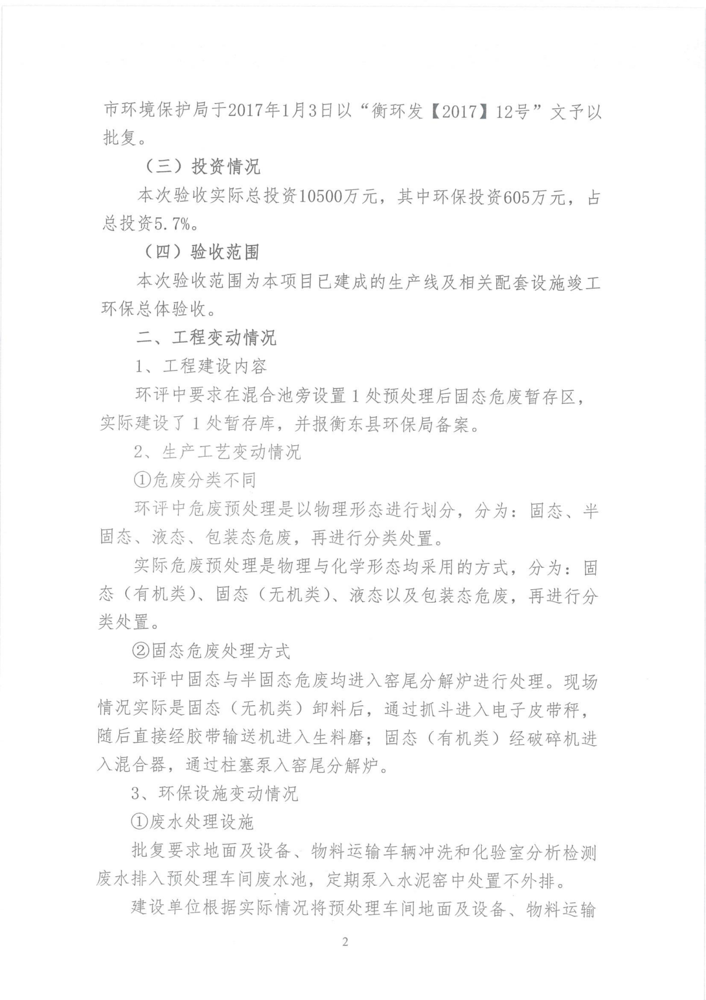 市环境保护局于2017年1月3日以“衡环发【2017】12号”文予以
批复。
（三）投资情况
本次验收实际总投资10500万元，其中环保投资605万元，占
总投资5.7%。
（四）验收范围
本次验收范围为本项目已建成的生产线及相关配套设施竣工
环保总体验收。
二、工程变动情况
1、工程建设内容
环评中要求在混合池旁设置1处预处理后固态危废暂存区，
实际建设了1处暂存库，并报衡东县环保局备案。
2、生产工艺变动情况
①危废分类不同
环评中危废预处理是以物理形态进行划分，分为：固态、半
固态、液态、包装态危废，再进行分类处置。
实际危废预处理是物理与化学形态均采用的方式，分为：固
态（有机类）、固态（无机类）、液态以及包装态危废，再进行分
类处置。
②固态危废处理方式
环评中固态与半固态危废均进入窑尾分解炉进行处理。现场
情况实际是固态（无机类）卸料后，通过抓斗进入电子皮带秤，
随后直接经胶带输送机进入生料磨；固态（有机类）经破碎机进
入混合器，通过柱塞泵入窑尾分解炉。
3、环保设施变动情况
①废水处理设施
批复要求地面及设备、物料运输车辆冲洗和化验室分析检测
废水排入预处理车间废水池，定期泵入水泥窑中处置不外排。
建设单位根据实际情况将预处理车间地面及设备、物料运输
2